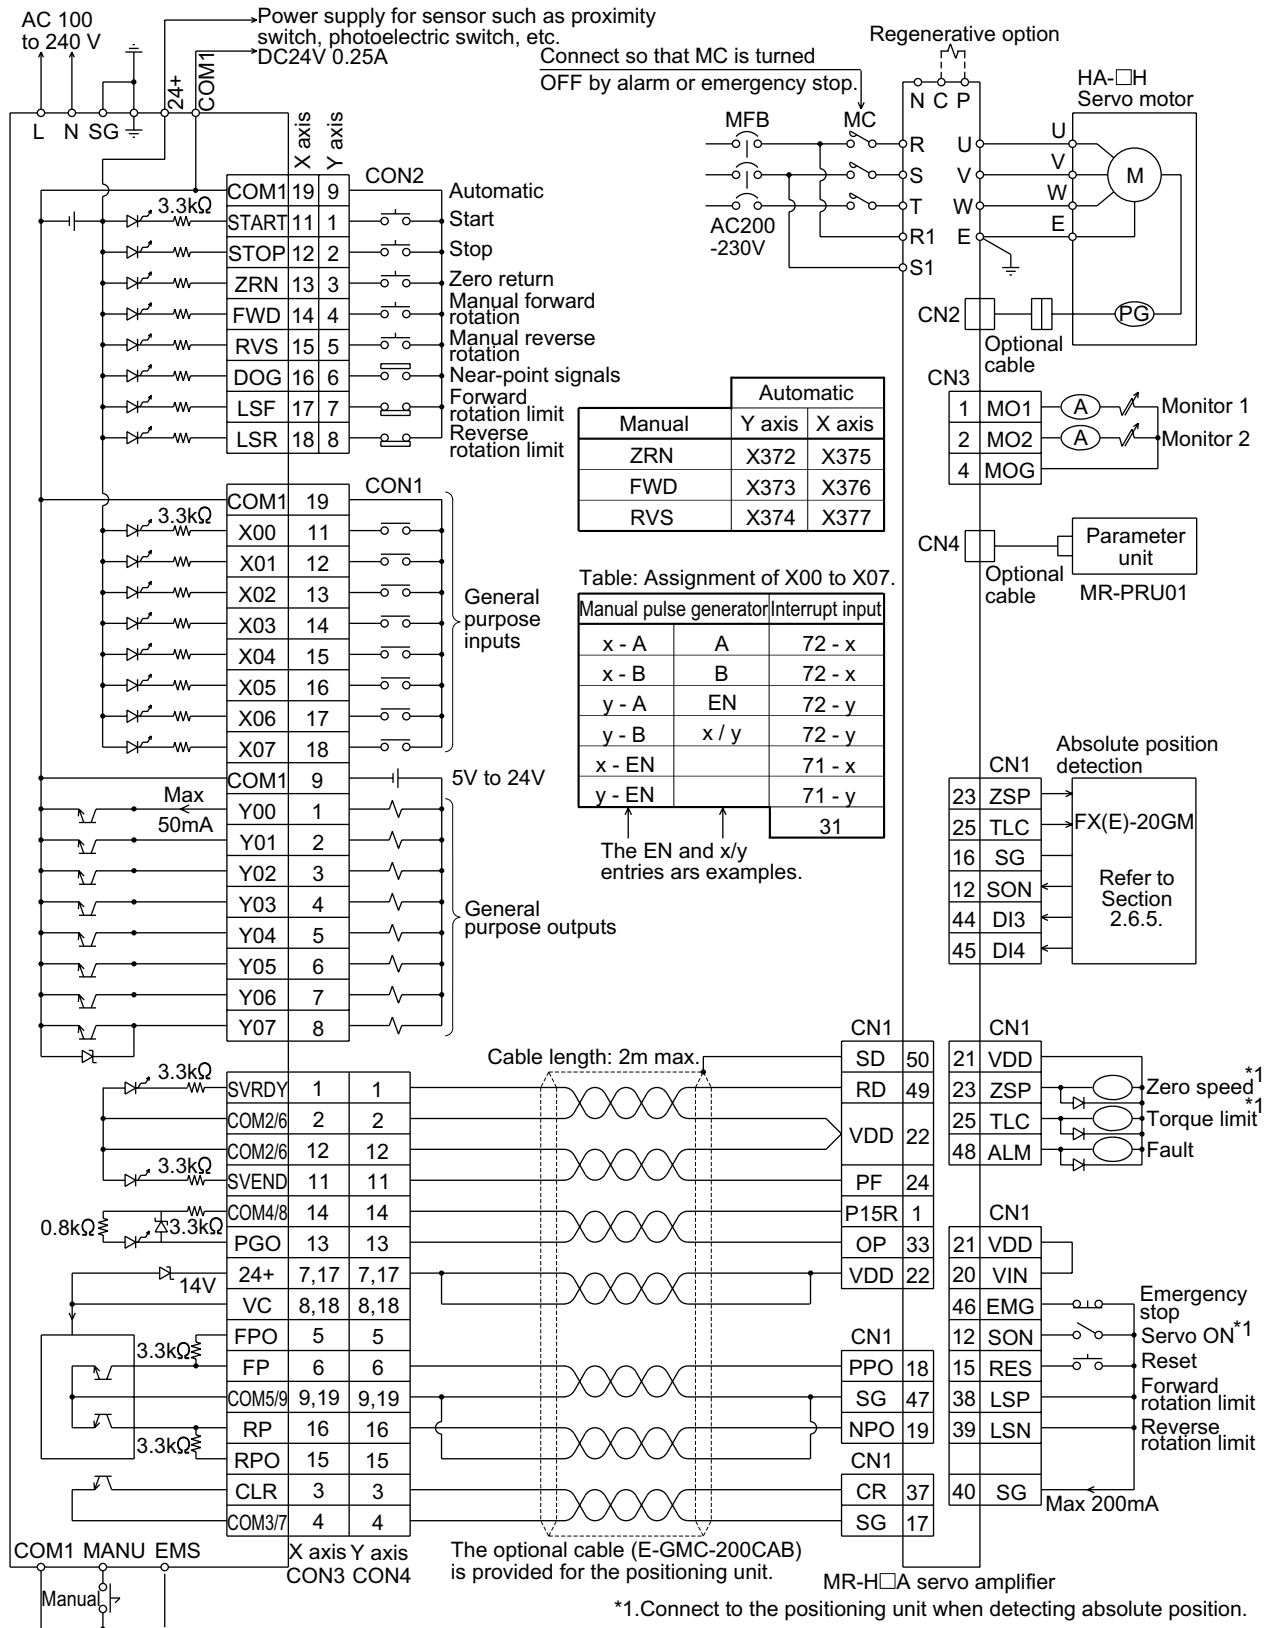 AC 100
to 240 V
Power supply for sensor such as proximity
switch, photoelectric switch, etc.
DC24V 0.25A
24+
COM1
L N SG
Connect so that MC is turned
OFF by alarm or emergency stop.
Regenerative option
N C P
HA-□H
Servo motor
MFB
MC
R
S
T
R1
S1
AC200
-230V
U
V
W
E
U
V
W
E
M
PG
CN2
Optional
cable
X axis
Y axis
CON2
COM1 19 9 Automatic
3.3kΩ
START 11 1 Start
STOP 12 2 Stop
ZRN 13 3 Zero return
FWD 14 4 Manual forward
rotation
RVS 15 5 Manual reverse
rotation
DOG 16 6 Near-point signals
LSF 17 7 Forward
rotation limit
LSR 18 8 Reverse
rotation limit
Automatic
Manual Y axis X axis
ZRN X372 X375
FWD X373 X376
RVS X374 X377
CN3
1 MO1 A Monitor 1
2 MO2 A Monitor 2
4 MOG
CN4
Optional
cable
Parameter
unit
MR-PRU01
CON1
COM1 19
3.3kΩ
X00 11
X01 12
X02 13
X03 14
X04 15
X05 16
X06 17
X07 18
General
purpose
inputs
COM1 9 5V to 24V
Max
50mA
Y00 1
Y01 2
Y02 3
Y03 4
Y04 5
Y05 6
Y06 7
Y07 8
General
purpose outputs
Table: Assignment of X00 to X07.
Manual pulse generator Interrupt input
x - A A 72 - x
x - B B 72 - x
y - A EN 72 - y
y - B x / y 72 - y
x - EN 71 - x
y - EN 71 - y
31
The EN and x/y
entries ars examples.
CN1
Absolute position
detection
23 ZSP
25 TLC
16 SG
12 SON
44 DI3
45 DI4
FX(E)-20GM
Refer to
Section
2.6.5.
Cable length: 2m max.
3.3kΩ
SVRDY 1 1
COM2/6 2 2
COM2/6 12 12
3.3kΩ
SVEND 11 11
COM4/8 14 14
0.8kΩ
3.3kΩ
PGO 13 13
24+ 7,17 7,17
14V
VC 8,18 8,18
FPO 5 5
3.3kΩ
FP 6 6
COM5/9 9,19 9,19
RP 16 16
3.3kΩ
RPO 15 15
CLR 3 3
COM3/7 4 4
X axis Y axis
CON3 CON4
CN1
SD 50
RD 49
VDD 22
PF 24
P15R 1
OP 33
VDD 22
CN1
PPO 18
SG 47
NPO 19
CN1
CR 37
SG 17
CN1
21 VDD
23 ZSP Zero speed*1
25 TLC Torque limit*1
48 ALM Fault
CN1
21 VDD
20 VIN
46 EMG Emergency
stop
12 SON Servo ON*1
15 RES Reset
38 LSP Forward
rotation limit
39 LSN Reverse
rotation limit
40 SG Max 200mA
COM1 MANU EMS
Manual
The optional cable (E-GMC-200CAB)
is provided for the positioning unit.
MR-H□A servo amplifier
*1.Connect to the positioning unit when detecting absolute position.